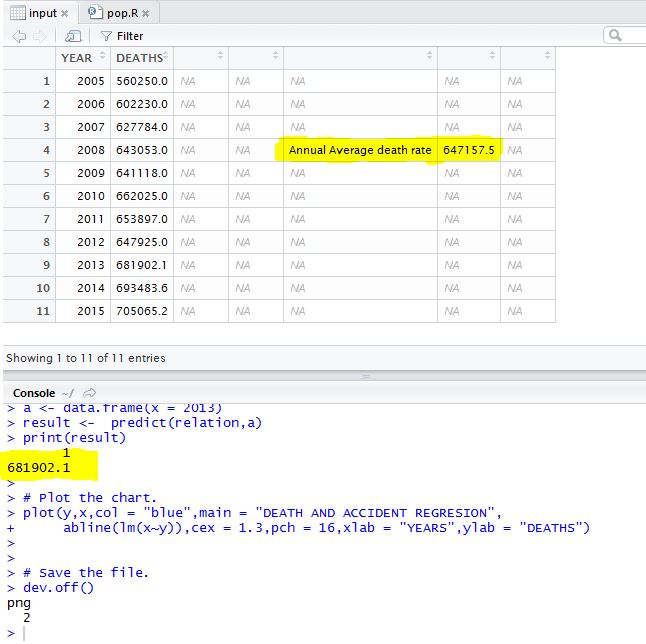 input pop.R
Filter
YEAR DEATHS
1 2005 560250.0 NA NA NA NA NA
2 2006 602230.0 NA NA NA NA NA
3 2007 627784.0 NA NA NA NA NA
4 2008 643053.0 NA NA Annual Average death rate 647157.5 NA
5 2009 641118.0 NA NA NA NA NA
6 2010 662025.0 NA NA NA NA NA
7 2011 653897.0 NA NA NA NA NA
8 2012 647925.0 NA NA NA NA NA
9 2013 681902.1 NA NA NA NA NA
10 2014 693483.6 NA NA NA NA NA
11 2015 705065.2 NA NA NA NA NA
Showing 1 to 11 of 11 entries
Console ~/
> a <- data.frame(x = 2013)
> result <-  predict(relation,a)
> print(result)
1
681902.1
>
> # Plot the chart.
> plot(y,x,col = "blue",main = "DEATH AND ACCIDENT REGRESION",
+ abline(lm(x~y)),cex = 1.3,pch = 16,xlab = "YEARS",ylab = "DEATHS")
>
>
> # Save the file.
> dev.off()
png
2
>